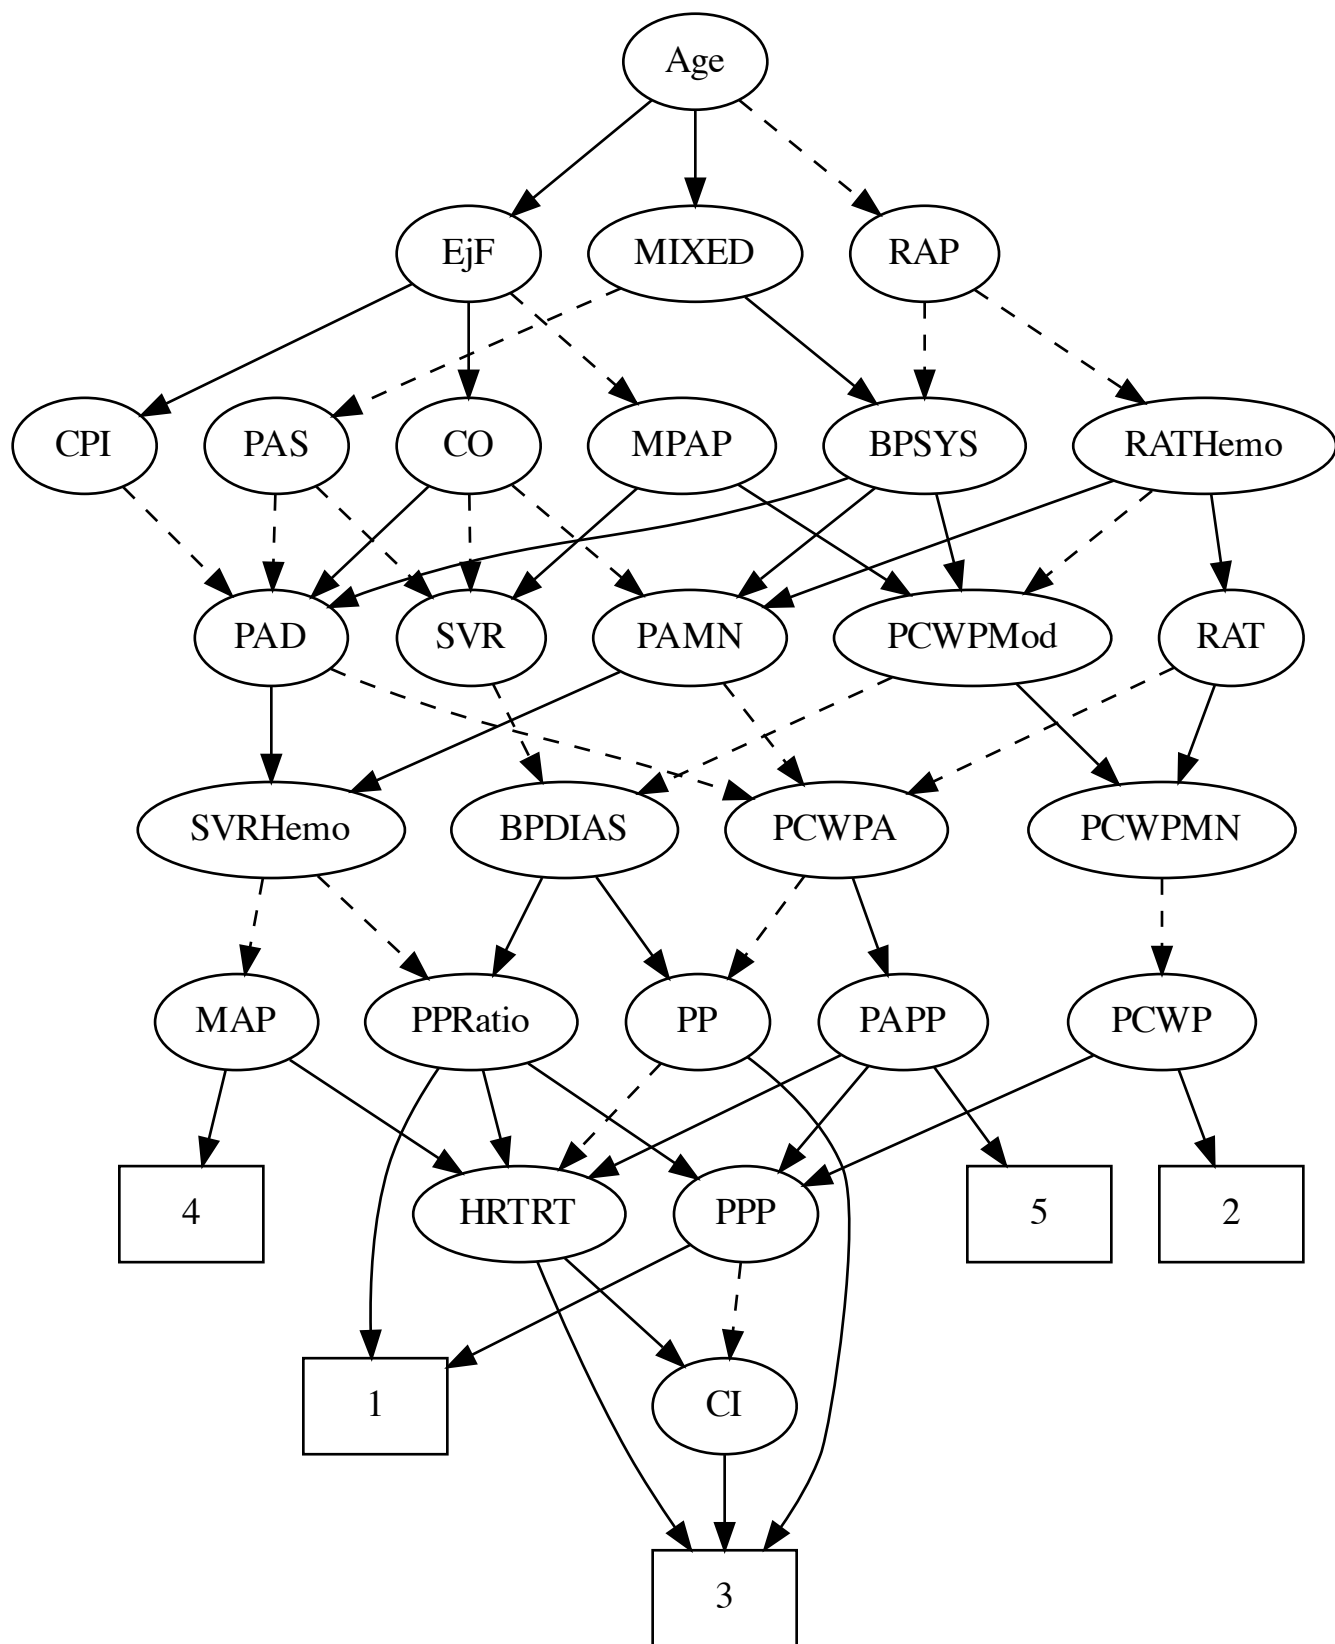 Age
EjF
MIXED
RAP
CPI
PAS
CO
MPAP
BPSYS
RATHemo
PAD
SVR
PAMN
PCWPMod
RAT
SVRHemo
BPDIAS
PCWPA
PCWPMN
MAP
PPRatio
PP
PAPP
PCWP
4
HRTRT
PPP
5
2
1
CI
3